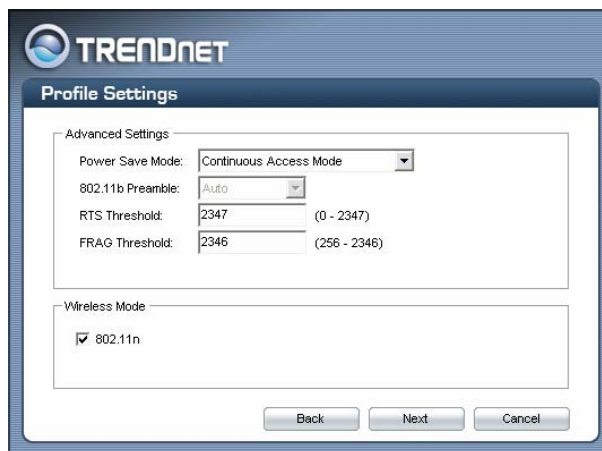 TRENDNET
Profile Settings
Advanced Settings
Power Save Mode: Continuous Access Mode
802.11b Preamble: Auto
RTS Threshold: 2347 (0 - 2347)
FRAG Threshold: 2346 (256 - 2346)
Wireless Mode
802.11n
Back Next Cancel